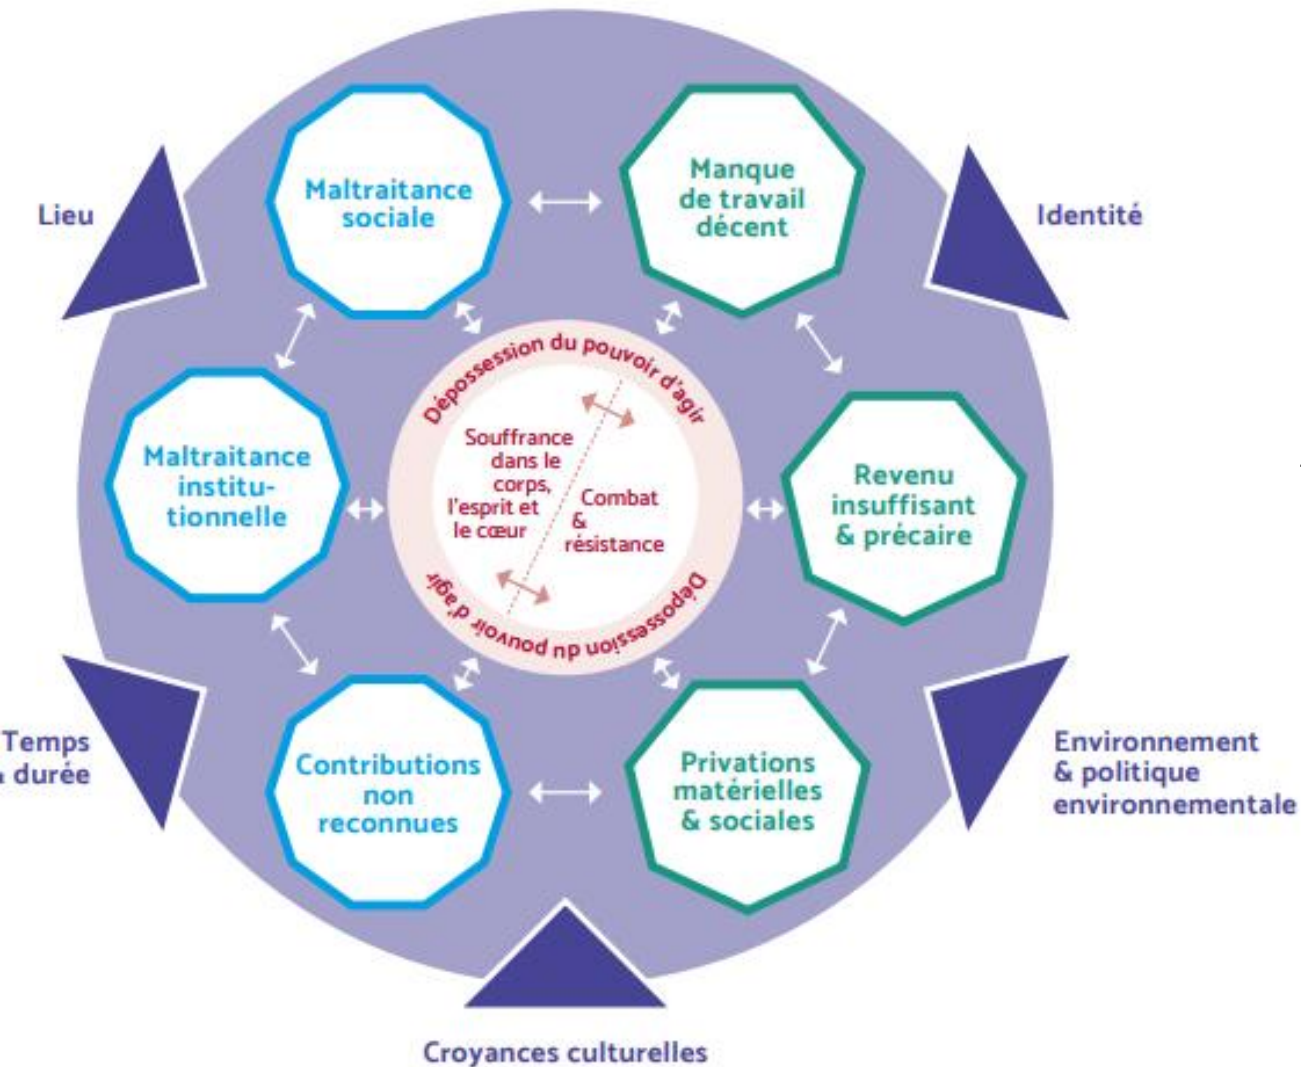 Maltraitance
sociale
Manque
de travail
décent
Lieu
Identité
Dépossession du pouvoir d'agir
Maltraitance
institu-
tionnelle
Souffrance
dans le
corps,
l'esprit et
le cœur
Combat
&
résistance
Revenu
insuffisant
& précaire
Dépossession du pouvoir d'agir
Temps
& durée
Contributions
non
reconnues
Privations
matérielles
& sociales
Environnement
& politique
environnementale
Croyances culturelles